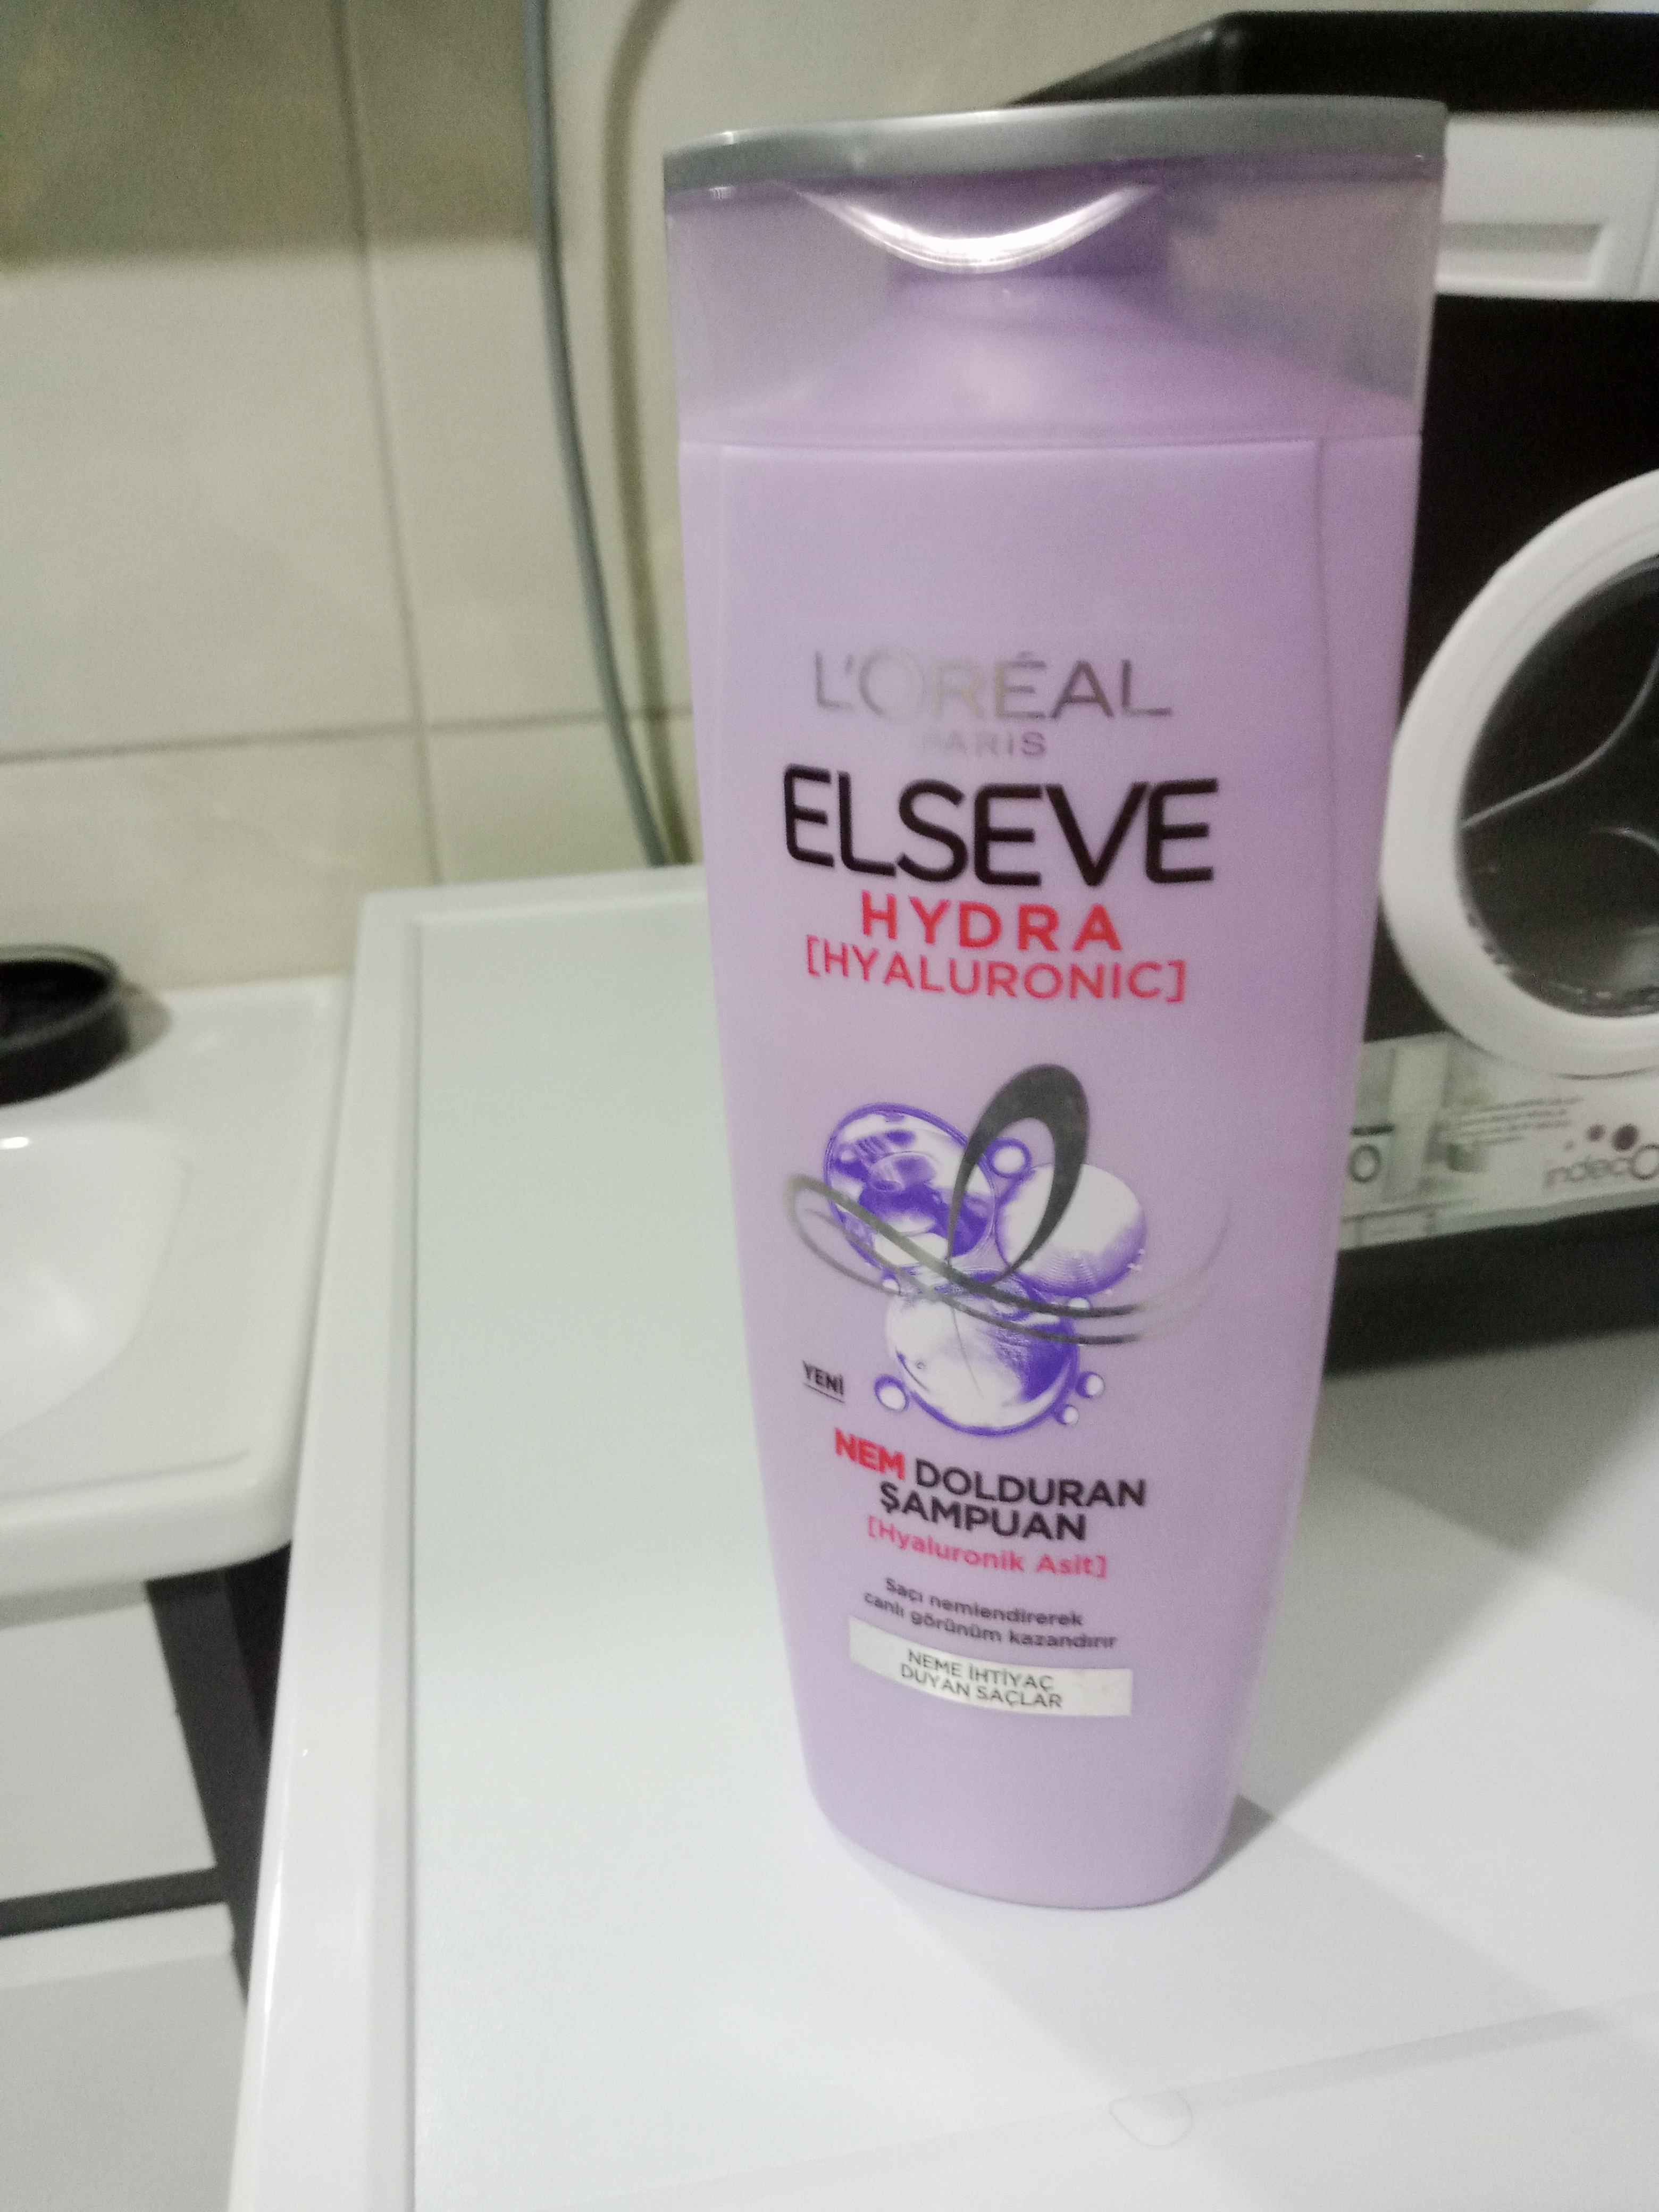 L'ORÉAL
PARIS
ELSEVE
HYDRA
[HYALURONIC]
YENİ
NEM DOLDURAN
ŞAMPUAN
[Hyaluronik Asit]
Saçı nemlendirerek
canlı görünüm kazandırır
NEME İHTİYAÇ
DUYAN SAÇLAR
indec